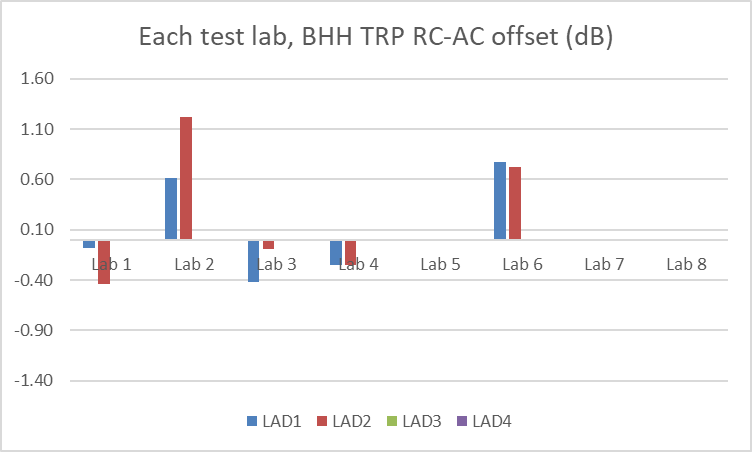 Each test lab, BHH TRP RC-AC offset (dB)
1.60
1.10
0.60
0.10
-0.40
-0.90
-1.40
Lab 1 Lab 2 Lab 3 Lab 4 Lab 5 Lab 6 Lab 7 Lab 8
LAD1 LAD2 LAD3 LAD4